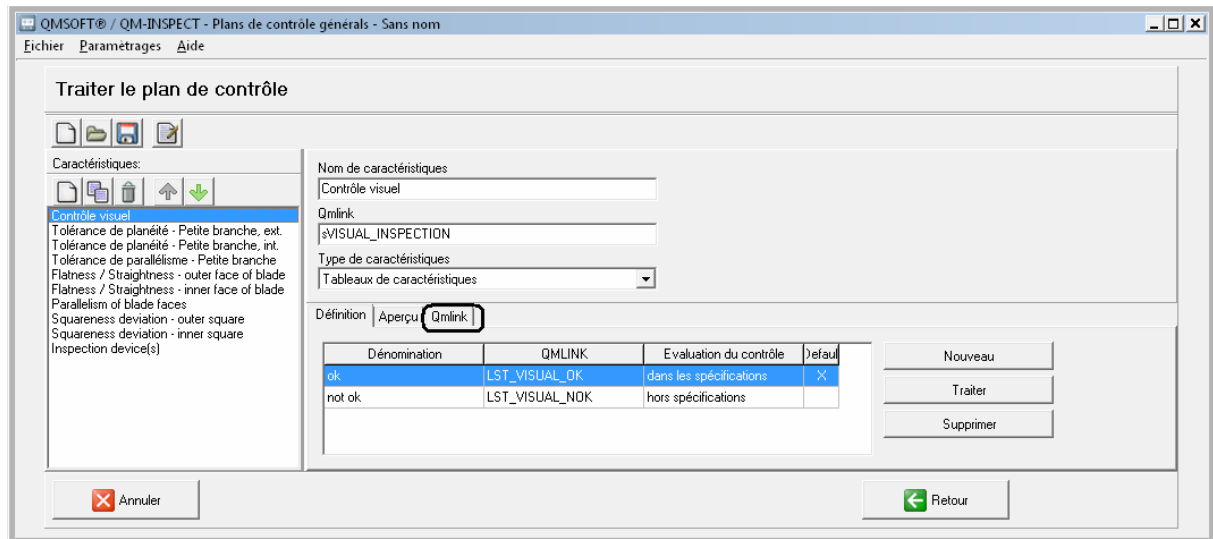 QMSOFT® / QM-INSPECT - Plans de contrôle générals - Sans nom
Fichier Paramètrages Aide
Traiter le plan de contrôle
Caractéristiques:
Contrôle visuel
Tolérance de planéité - Petite branche, ext.
Tolérance de planéité - Petite branche, int.
Tolérance de parallélisme - Petite branche
Flatness / Straightness - outer face of blade
Flatness / Straightness - inner face of blade
Parallelism of blade faces
Squareness deviation - outer square
Squareness deviation - inner square
Inspection device(s)
Nom de caractéristiques
Contrôle visuel
Qmlink
sVISUAL_INSPECTION
Type de caractéristiques
Tableaux de caractéristiques
Définition Aperçu Qmlink
Dénomination QMLINK Evaluation du contrôle Defaul
ok LST_VISUAL_OK dans les spécifications X
not ok LST_VISUAL_NOK hors spécifications
Nouveau
Traiter
Supprimer
Annuler Retour